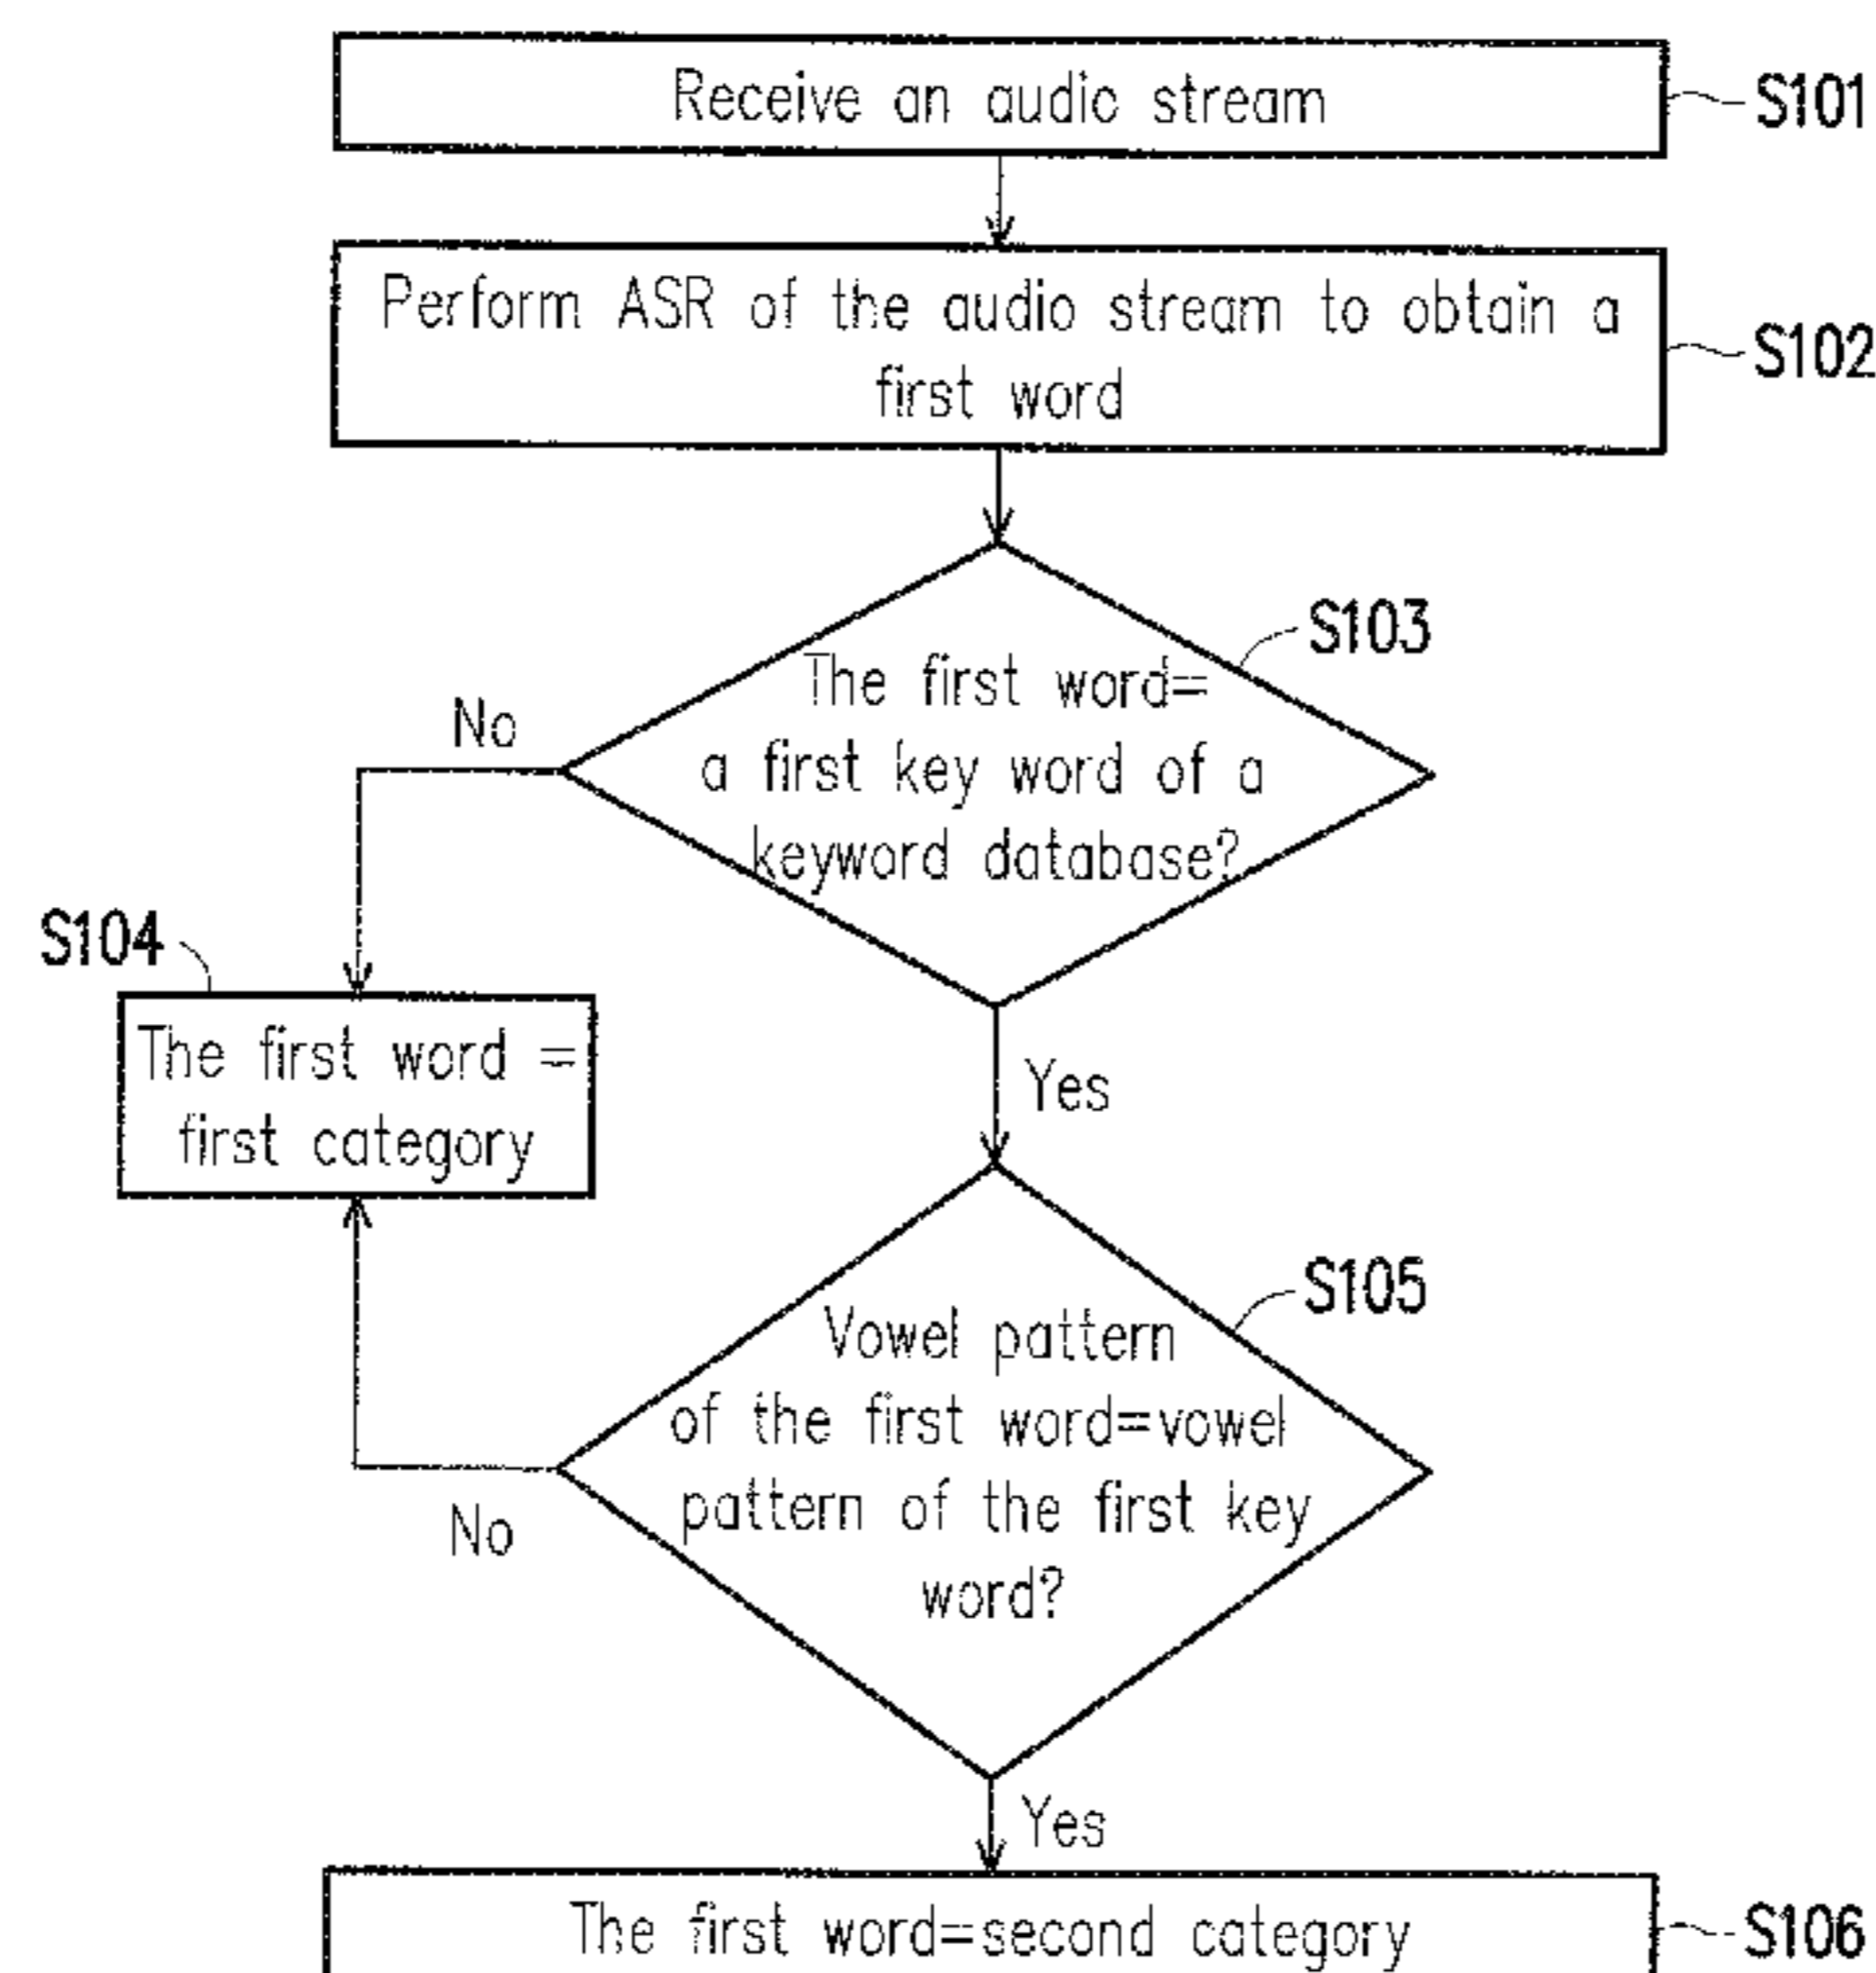 Receive an audio stream
S101
Perform ASR of the audio stream to obtain a
first word
S102
S103
The first word=
a first key word of a
keyword database?
No
S104
The first word =
first category
Yes
S105
Vowel pattern
of the first word=vowel
pattern of the first key
word?
No
Yes
The first word=second category
S106